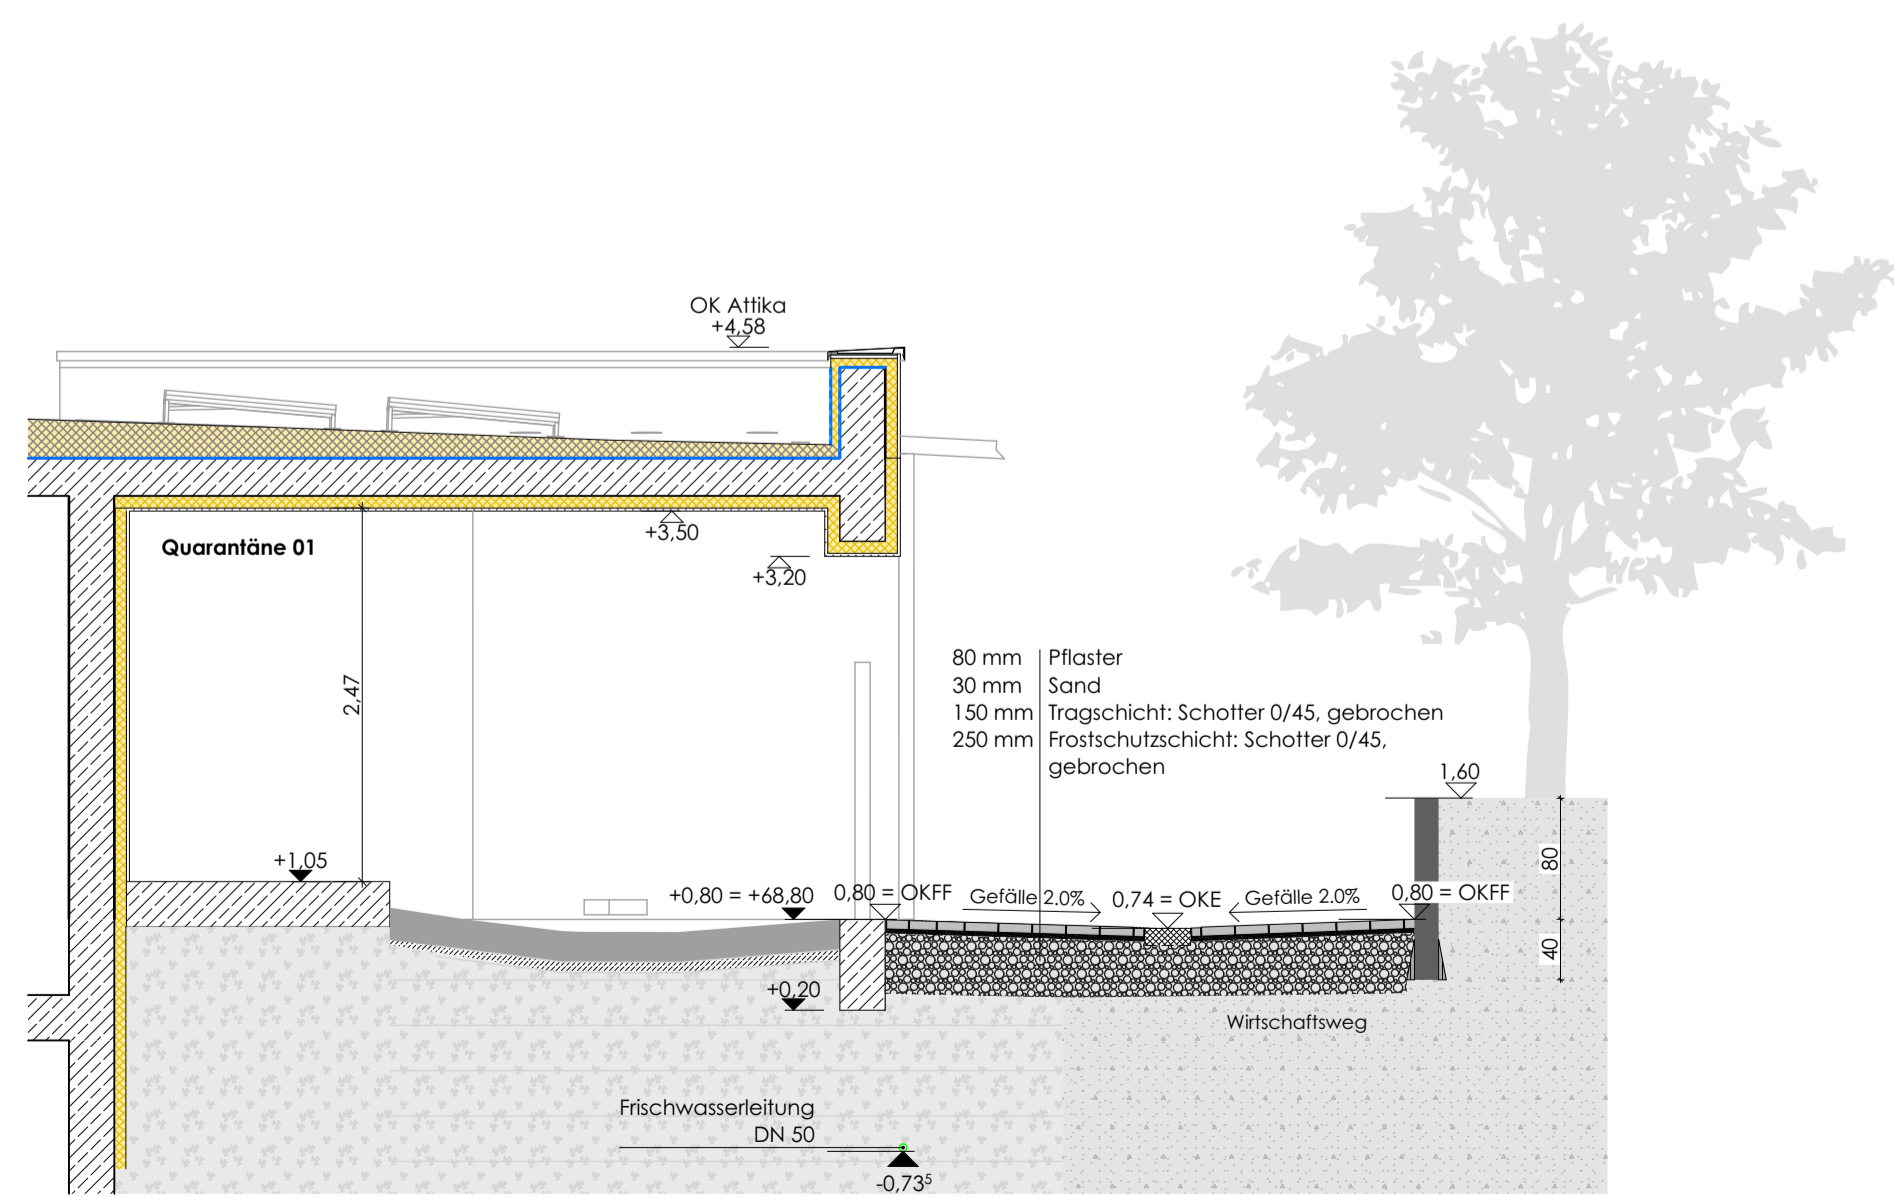 OK Attika
+4,58
+3,50
Quarantäne 01
+3,20
2,47
80 mm Pflaster
30 mm Sand
150 mm Tragschicht: Schotter 0/45, gebrochen
250 mm Frostschutzschicht: Schotter 0/45,
gebrochen
1,60
+1,05
80
+0,80 = +68,80
0,80 = OKFF
Gefälle 2.0%
0,74 = OKE
Gefälle 2.0%
0,80 = OKFF
40
+0,20
Wirtschaftsweg
Frischwasserleitung
DN 50
-0,73⁵